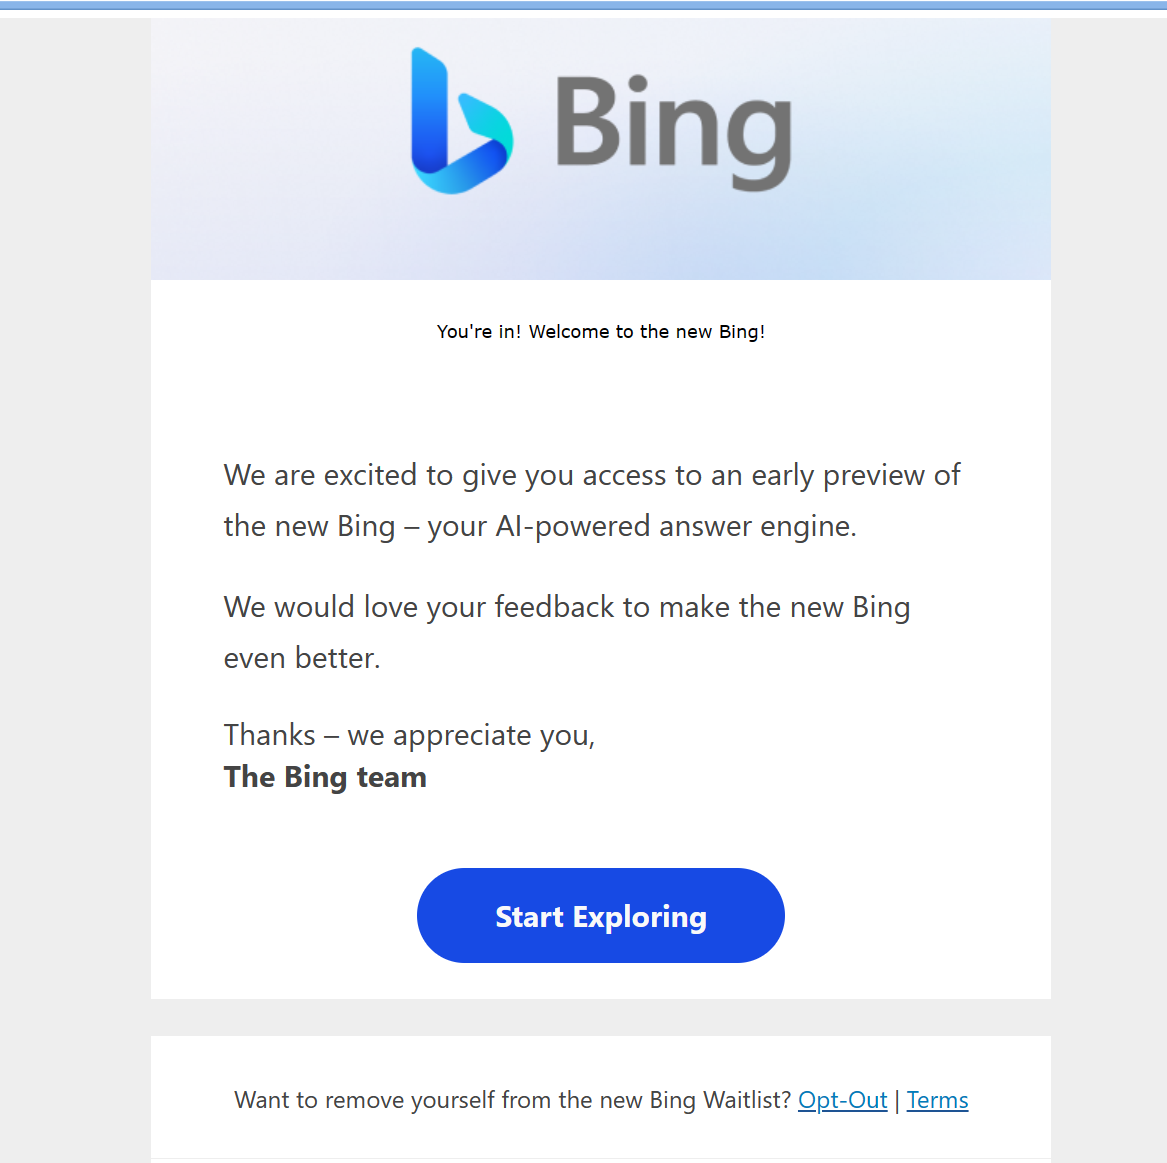 Bing
You're in! Welcome to the new Bing!
We are excited to give you access to an early preview of
the new Bing – your AI-powered answer engine.
We would love your feedback to make the new Bing
even better.
Thanks – we appreciate you,
The Bing team
Start Exploring
Want to remove yourself from the new Bing Waitlist? Opt-Out | Terms